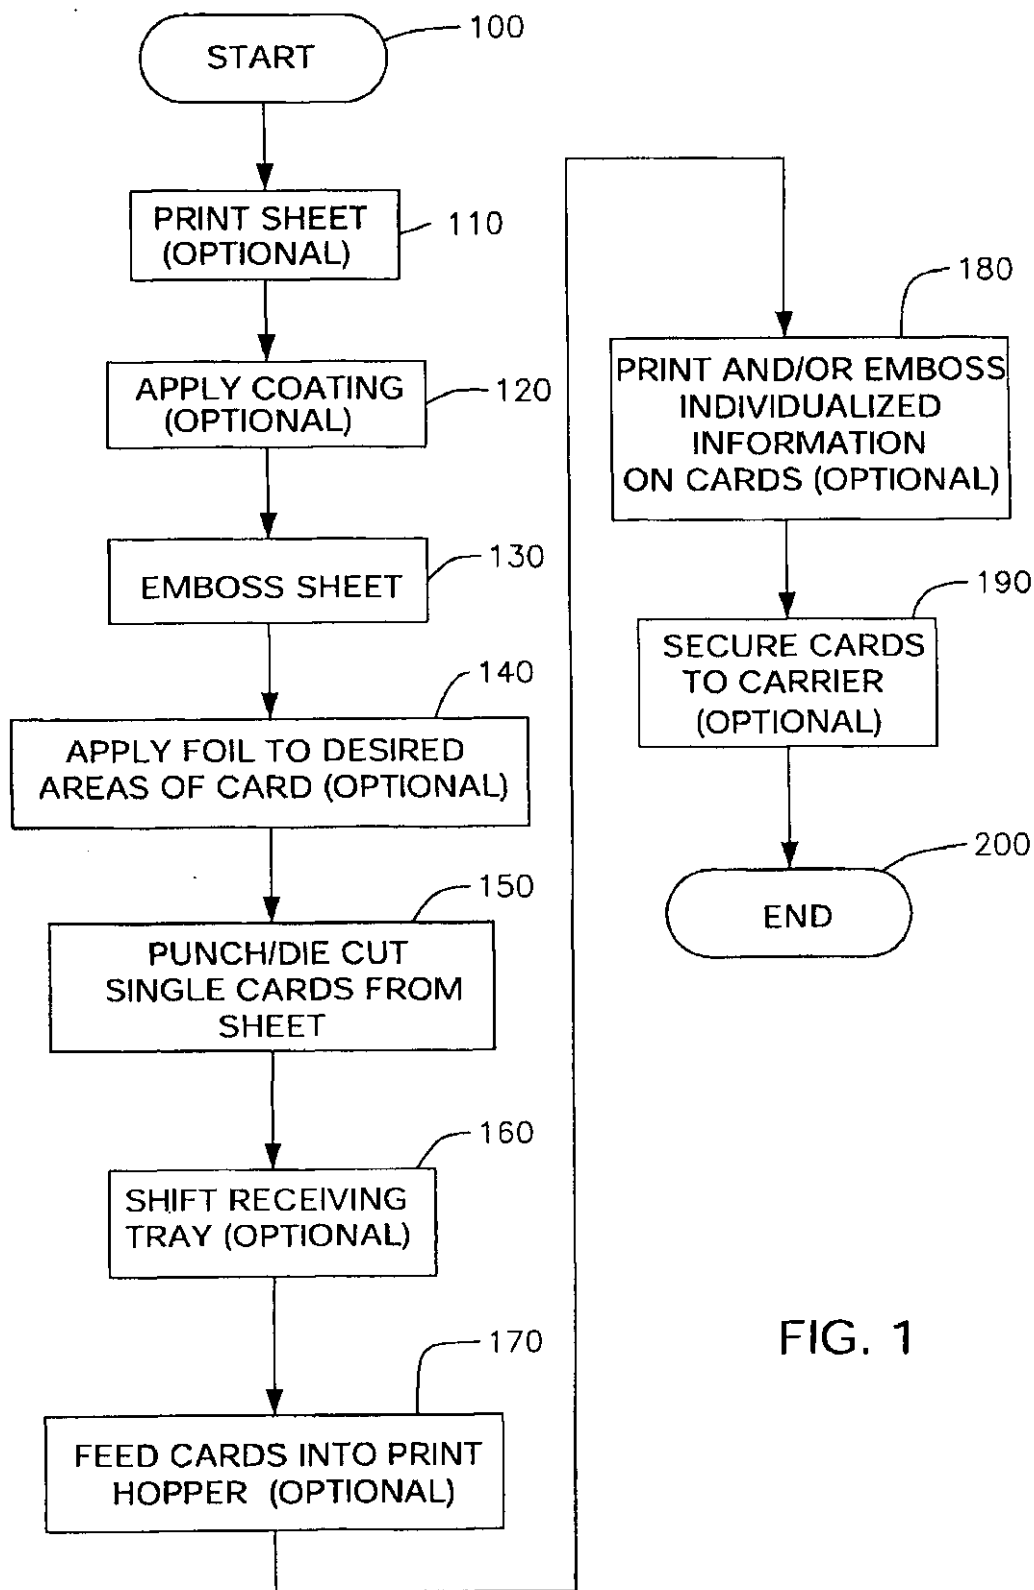 START
100
PRINT SHEET
(OPTIONAL)
110
APPLY COATING
(OPTIONAL)
120
EMBOSS SHEET
130
APPLY FOIL TO DESIRED
AREAS OF CARD (OPTIONAL)
140
PUNCH/DIE CUT
SINGLE CARDS FROM
SHEET
150
SHIFT RECEIVING
TRAY (OPTIONAL)
160
FEED CARDS INTO PRINT
HOPPER (OPTIONAL)
170
PRINT AND/OR EMBOSS
INDIVIDUALIZED
INFORMATION
ON CARDS (OPTIONAL)
180
SECURE CARDS
TO CARRIER
(OPTIONAL)
190
END
200
FIG. 1